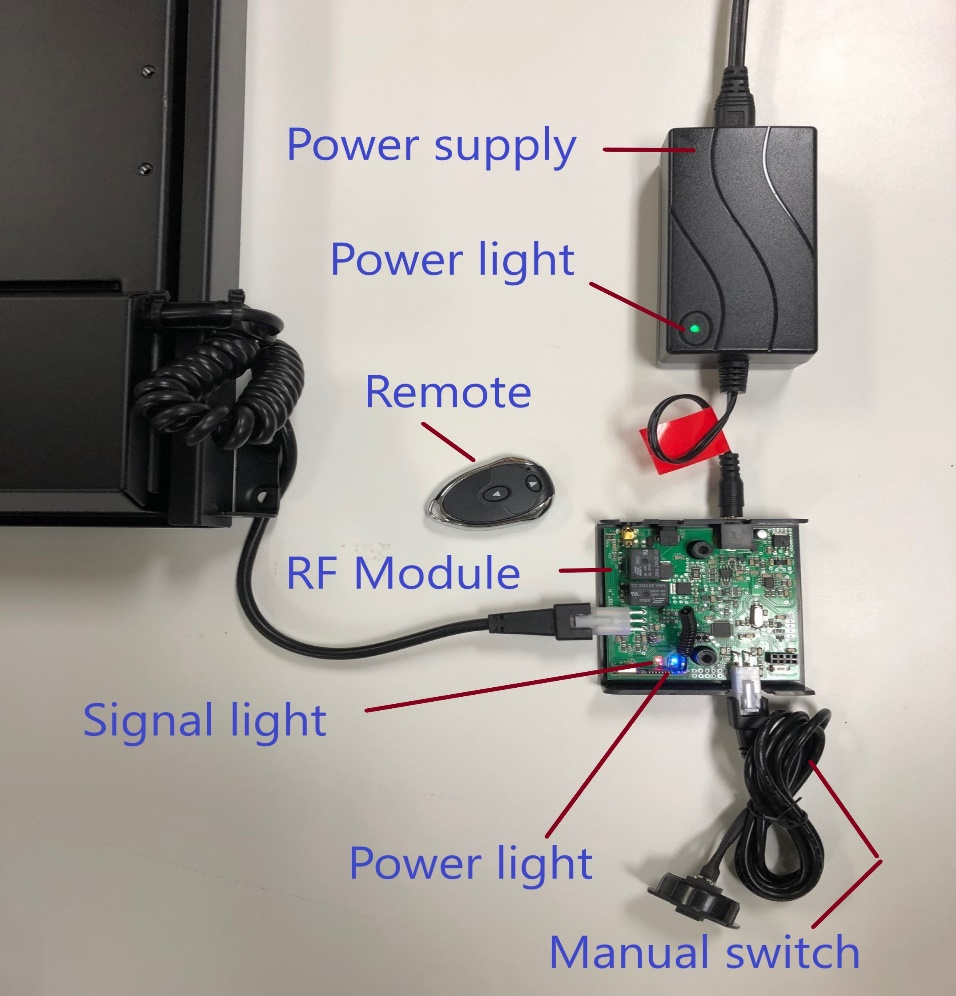 Power supply
Power light
Remote
RF Module
Signal light
Power light
Manual switch